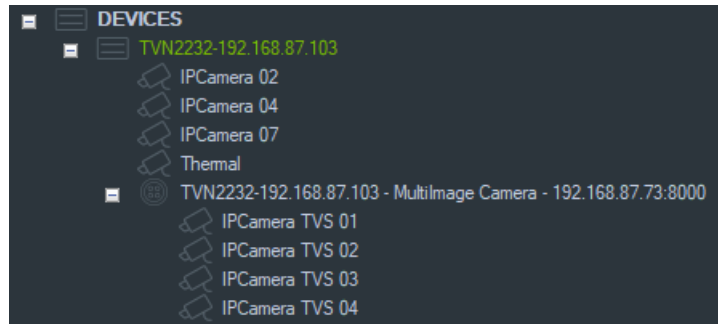 DEVICES
TVN2232-192.168.87.103
IPCamera 02
IPCamera 04
IPCamera 07
Thermal
TVN2232-192.168.87.103 - MultiImage Camera - 192.168.87.73:8000
IPCamera TVS 01
IPCamera TVS 02
IPCamera TVS 03
IPCamera TVS 04